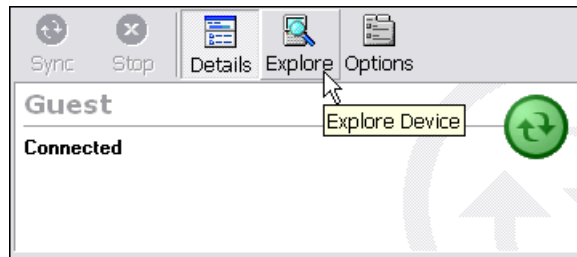 Sync Stop Details Explore Options
Guest
Explore Device
Connected